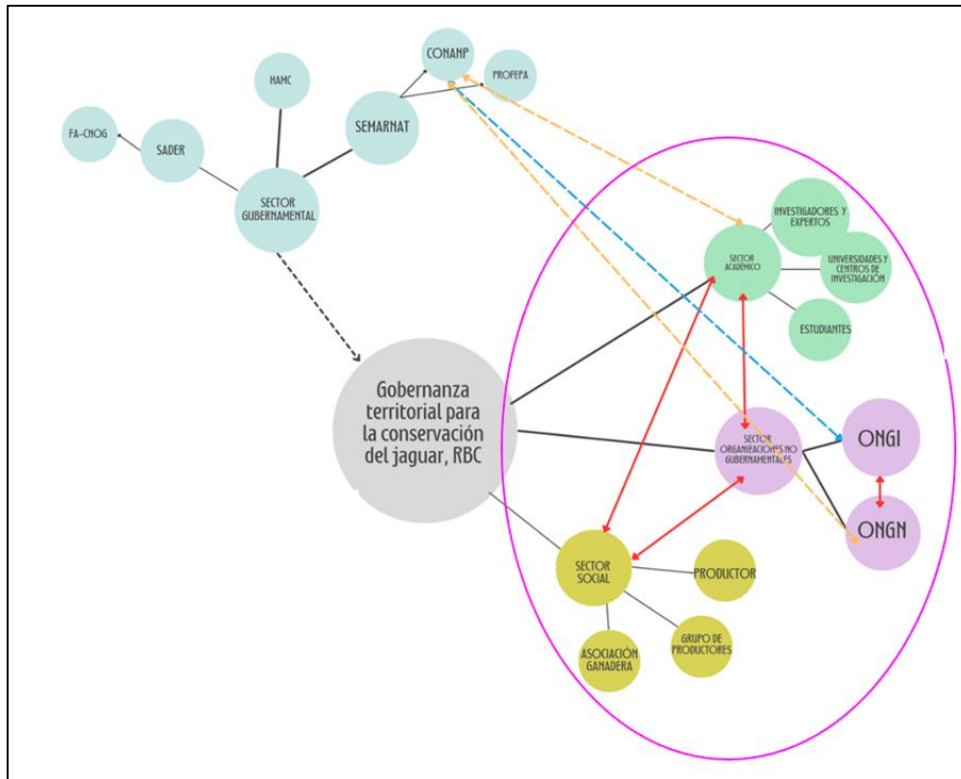 CONANP
PROFEPA
HAMC
SEMARNAT
FA-CNOG
SADER
SECTOR
GUBERNAMENTAL
INVESTIGADORES Y
EXPERTOS
SECTOR
ACADÉMICO
UNIVERSIDADES Y
CENTROS DE
INVESTIGACIÓN
ESTUDIANTES
Gobernanza
territorial para
la conservación
del jaguar, RBC
SECTOR
ORGANIZACIONES NO
GUBERNAMENTALES
ONGI
ONGN
SECTOR
SOCIAL
PRODUCTOR
GRUPO DE
PRODUCTORES
ASOCIACIÓN
GANADERA